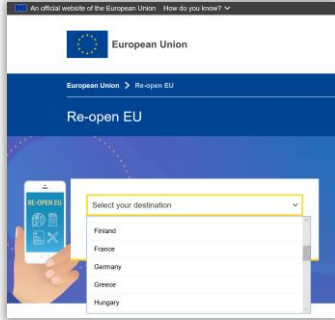 An official website of the European Union How do you know?
European Union
European Union > Re-open EU
Re-open EU
RE-OPEN EU
Select your destination
Finland
France
Germany
Greece
Hungary